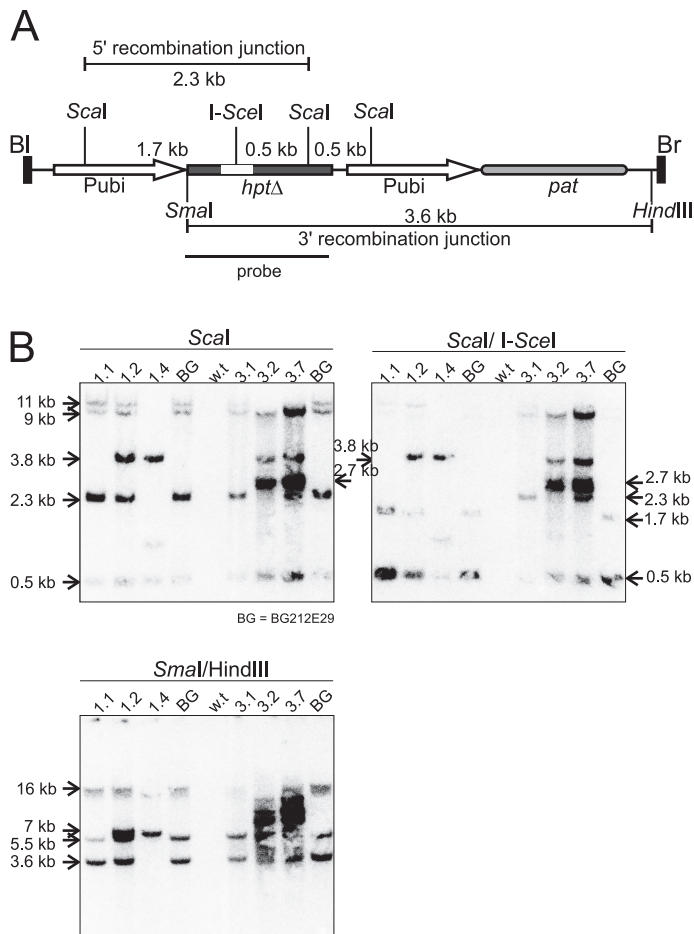 A
5' recombination junction
2.3 kb
ScaI I-SceI ScaI ScaI
Bl 1.7 kb 0.5 kb 0.5 kb Br
Pubi hptΔ Pubi pat
SmaI 3.6 kb HindIII
3' recombination junction
probe
B
ScaI
1.1 1.2 1.4 BG w.t 3.1 3.2 3.7 BG
11 kb
9 kb
3.8 kb
2.3 kb
0.5 kb
3.8 kb
2.7 kb
BG = BG212E29
ScaI/ I-SceI
1.1 1.2 1.4 BG w.t 3.1 3.2 3.7 BG
2.7 kb
2.3 kb
1.7 kb
0.5 kb
SmaI/HindIII
1.1 1.2 1.4 BG w.t 3.1 3.2 3.7 BG
16 kb
7 kb
5.5 kb
3.6 kb